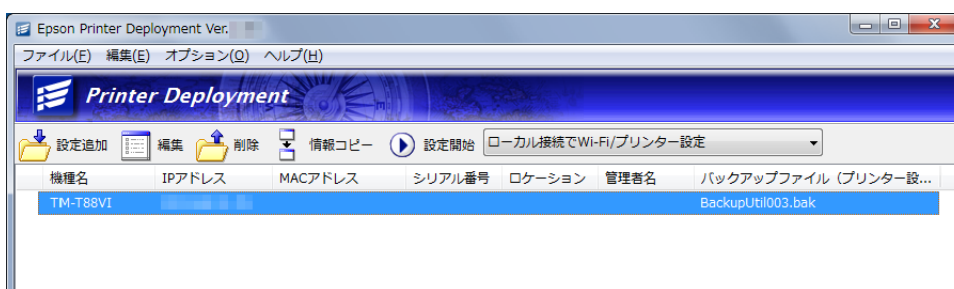 Epson Printer Deployment Ver.
ファイル(F) 編集(E) オプション(O) ヘルプ(H)
Printer Deployment
設定追加 編集 削除 情報コピー 設定開始 ローカル接続でWi-Fi/プリンター設定
機種名 IPアドレス MACアドレス シリアル番号 ロケーション 管理者名 バックアップファイル（プリンター設...
TM-T88VI BackupUtil003.bak